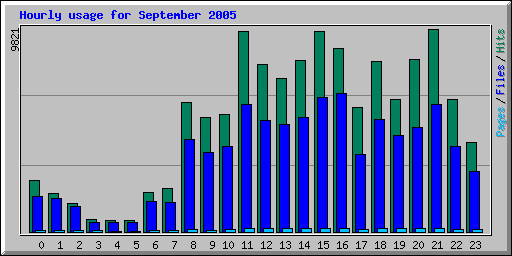 Hourly usage for September 2005
9821
Pages/Files/Hits
0 1 2 3 4 5 6 7 8 9 10 11 12 13 14 15 16 17 18 19 20 21 22 23